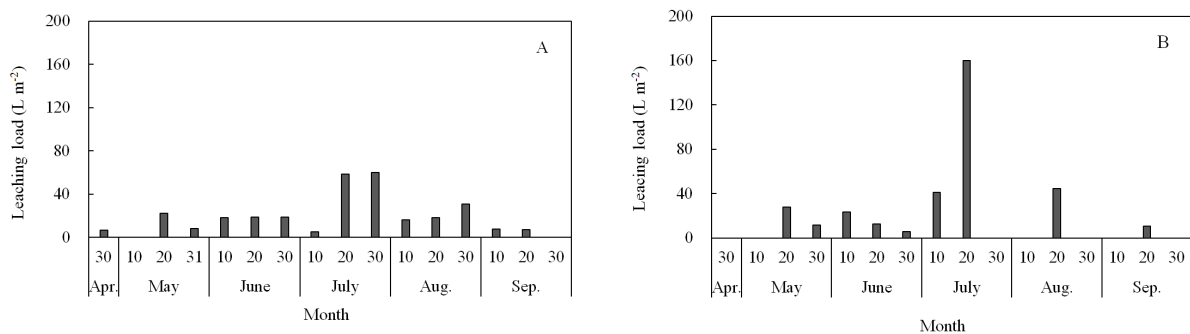 A
Leaching load (L m⁻²)
200
160
120
80
40
0
30 10 20 31 10 20 30 10 20 30 10 20 30 10 20 30
Apr. May June July Aug. Sep.
Month
B
Leacing load (L m⁻²)
200
160
120
80
40
0
30 10 20 30 10 20 30 10 20 30 10 20 30 10 20 30
Apr. May June July Aug. Sep.
Month